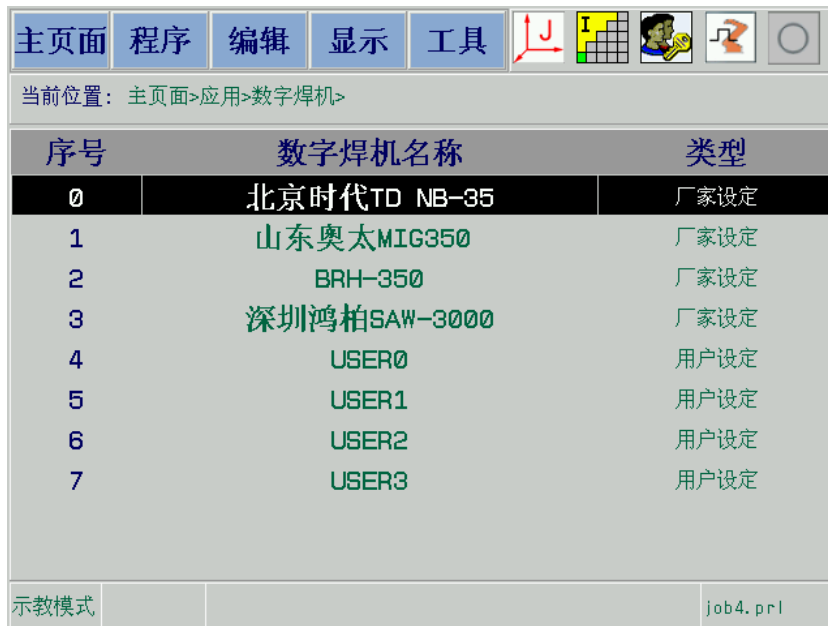 主页面 程序 编辑 显示 工具 J I
当前位置: 主页面>应用>数字焊机>
序号 数字焊机名称 类型
0 北京时代TD NB-35 厂家设定
1 山东奥太MIG350 厂家设定
2 BRH-350 厂家设定
3 深圳鸿柏SAW-3000 厂家设定
4 USER0 用户设定
5 USER1 用户设定
6 USER2 用户设定
7 USER3 用户设定
示教模式 job4.prl